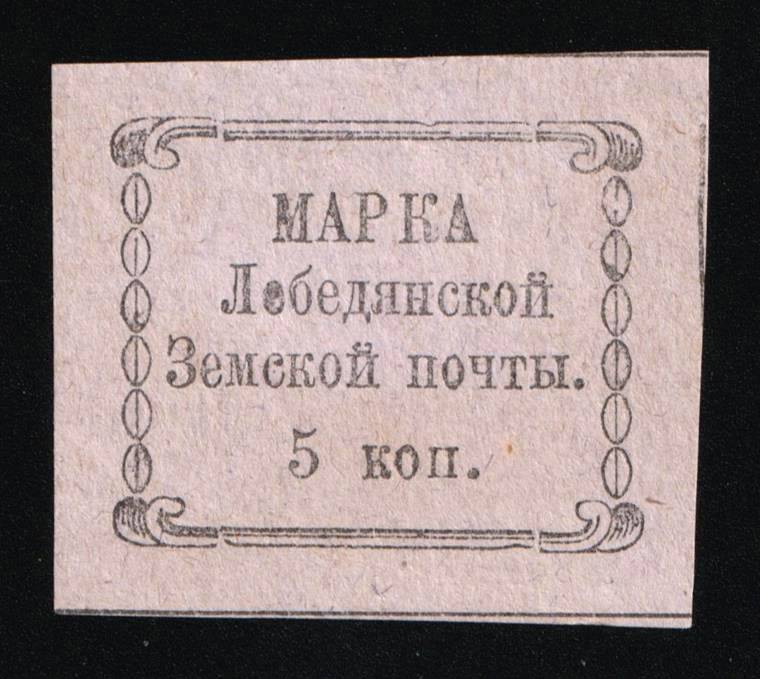 МАРКА
Лебедянской
Земской почты.
5 коп.